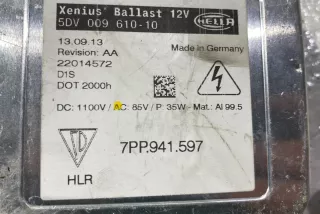 Xenius® Ballast 12V
5DV 009 610-10
HELLA
13.09.13
Made in Germany
Revision: AA
22014572
D1S
DOT 2000h
DC: 1100V / AC: 85V / P: 35W - Mat.: Al 99.5
7PP.941.597
HLR